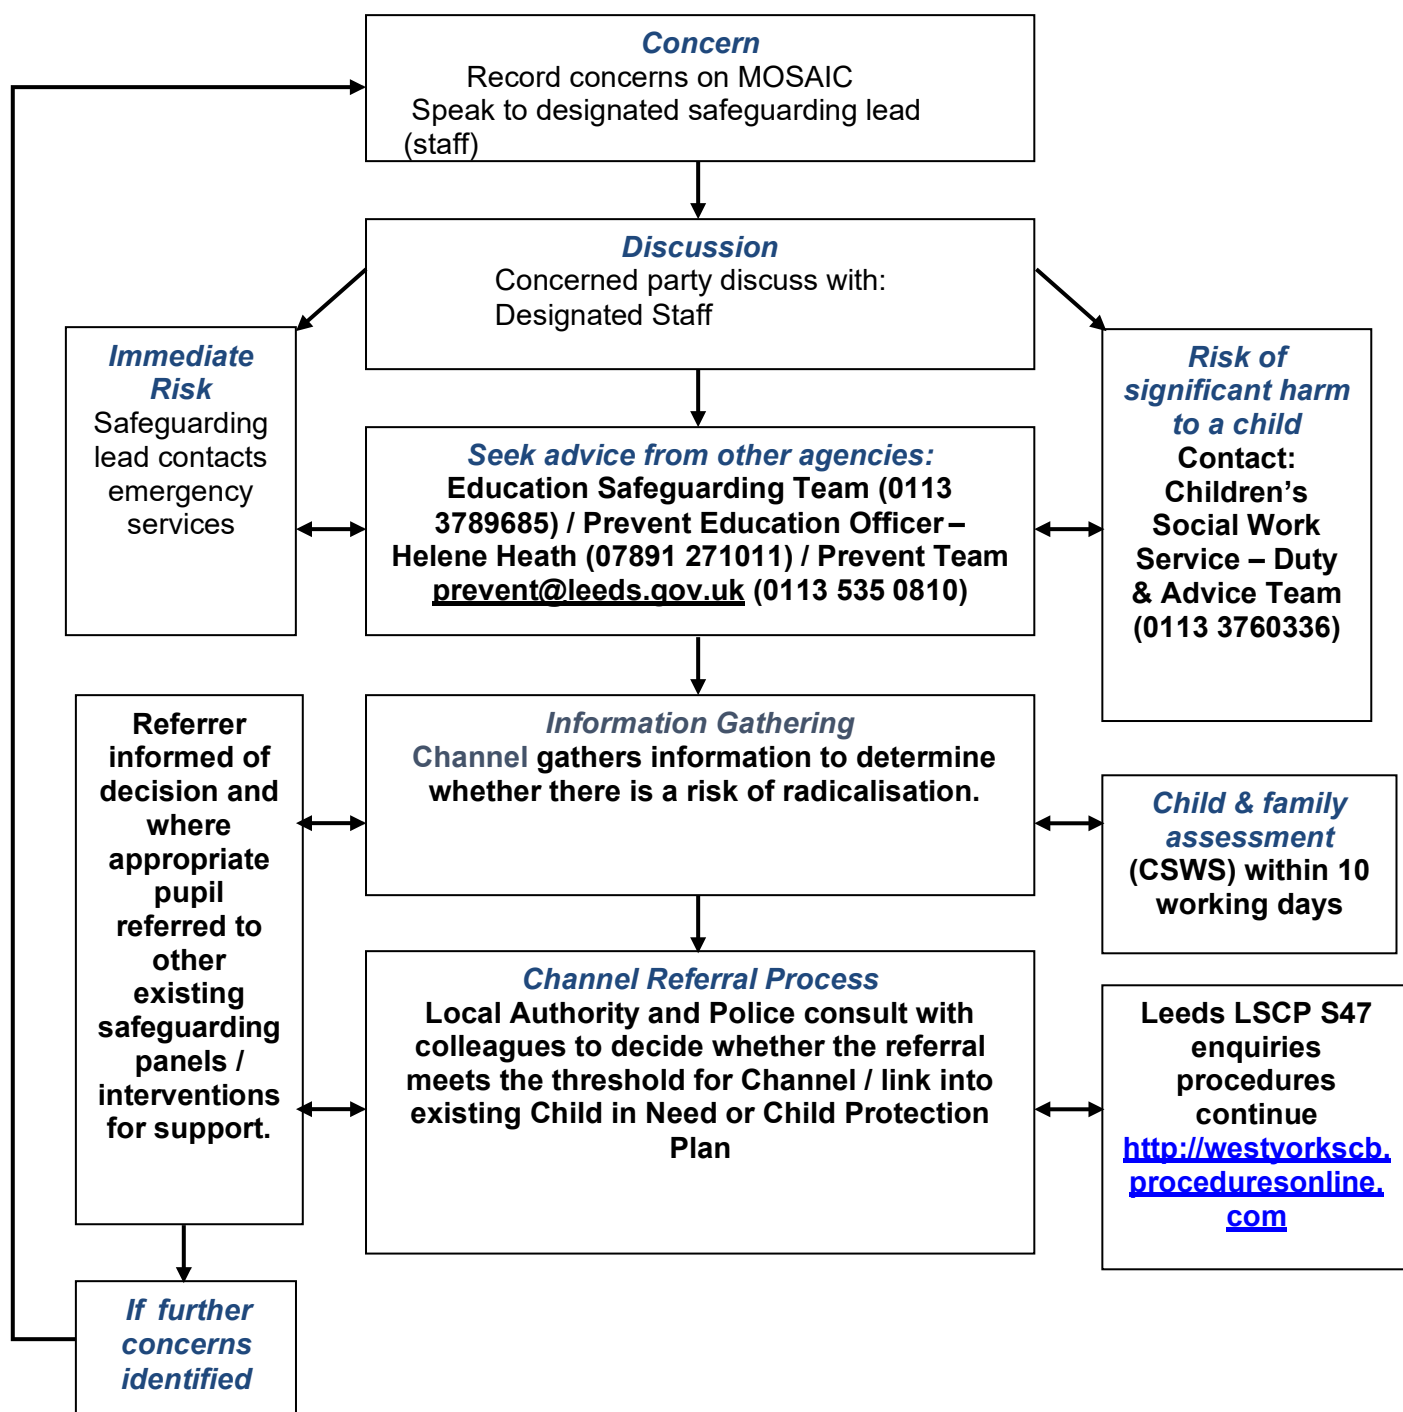 Concern
Record concerns on MOSAIC
Speak to designated safeguarding lead
(staff)
Discussion
Concerned party discuss with:
Designated Staff
Immediate
Risk
Safeguarding
lead contacts
emergency
services
Seek advice from other agencies:
Education Safeguarding Team (0113
3789685) / Prevent Education Officer –
Helene Heath (07891 271011) / Prevent Team
prevent@leeds.gov.uk (0113 535 0810)
Risk of
significant harm
to a child
Contact:
Children’s
Social Work
Service – Duty
& Advice Team
(0113 3760336)
Referrer
informed of
decision and
where
appropriate
pupil
referred to
other
existing
safeguarding
panels /
interventions
for support.
Information Gathering
Channel gathers information to determine
whether there is a risk of radicalisation.
Child & family
assessment
(CSWS) within 10
working days
Channel Referral Process
Local Authority and Police consult with
colleagues to decide whether the referral
meets the threshold for Channel / link into
existing Child in Need or Child Protection
Plan
Leeds LSCP S47
enquiries
procedures
continue
http://westyorkscb.
proceduresonline.
com
If further
concerns
identified